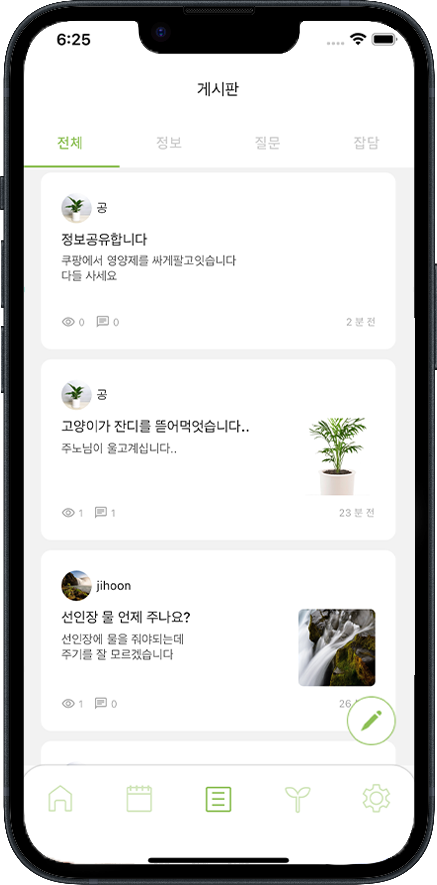 6:25
게시판
전체 정보 질문 잡담
공
정보공유합니다
쿠팡에서 영양제를 싸게팔고잇습니다
다들 사세요
0 0 2 분 전
공
고양이가 잔디를 뜯어먹엇습니다..
주노님이 울고계십니다..
1 1 23 분 전
jihoon
선인장 물 언제 주나요?
선인장에 물을 줘야되는데
주기를 잘 모르겠습니다
1 0 26